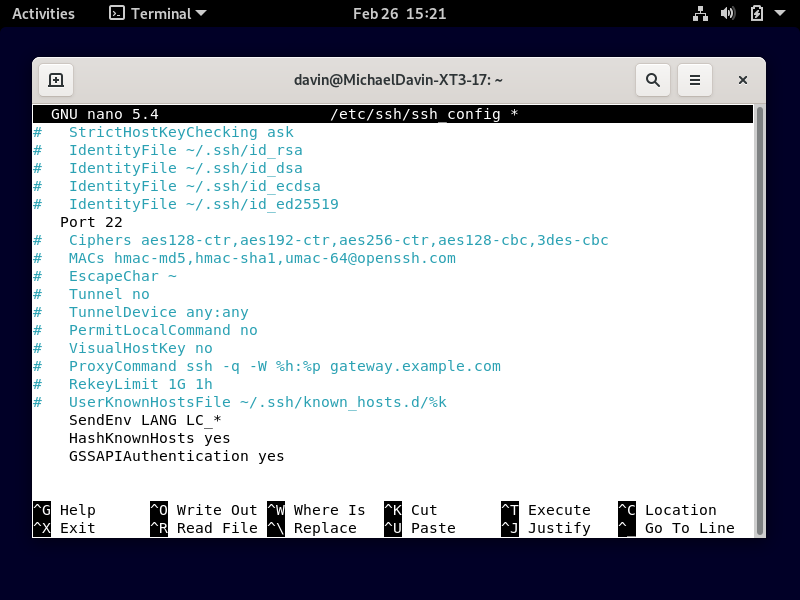 Activities Terminal Feb 26 15:21
davin@MichaelDavin-XT3-17: ~
GNU nano 5.4 /etc/ssh/ssh_config *
#   StrictHostKeyChecking ask
#   IdentityFile ~/.ssh/id_rsa
#   IdentityFile ~/.ssh/id_dsa
#   IdentityFile ~/.ssh/id_ecdsa
#   IdentityFile ~/.ssh/id_ed25519
   Port 22
#   Ciphers aes128-ctr,aes192-ctr,aes256-ctr,aes128-cbc,3des-cbc
#   MACs hmac-md5,hmac-sha1,umac-64@openssh.com
#   EscapeChar ~
#   Tunnel no
#   TunnelDevice any:any
#   PermitLocalCommand no
#   VisualHostKey no
#   ProxyCommand ssh -q -W %h:%p gateway.example.com
#   RekeyLimit 1G 1h
#   UserKnownHostsFile ~/.ssh/known_hosts.d/%k
    SendEnv LANG LC_*
    HashKnownHosts yes
    GSSAPIAuthentication yes
^G Help ^O Write Out ^W Where Is ^K Cut ^T Execute ^C Location
^X Exit ^R Read File ^\ Replace ^U Paste ^J Justify ^_ Go To Line